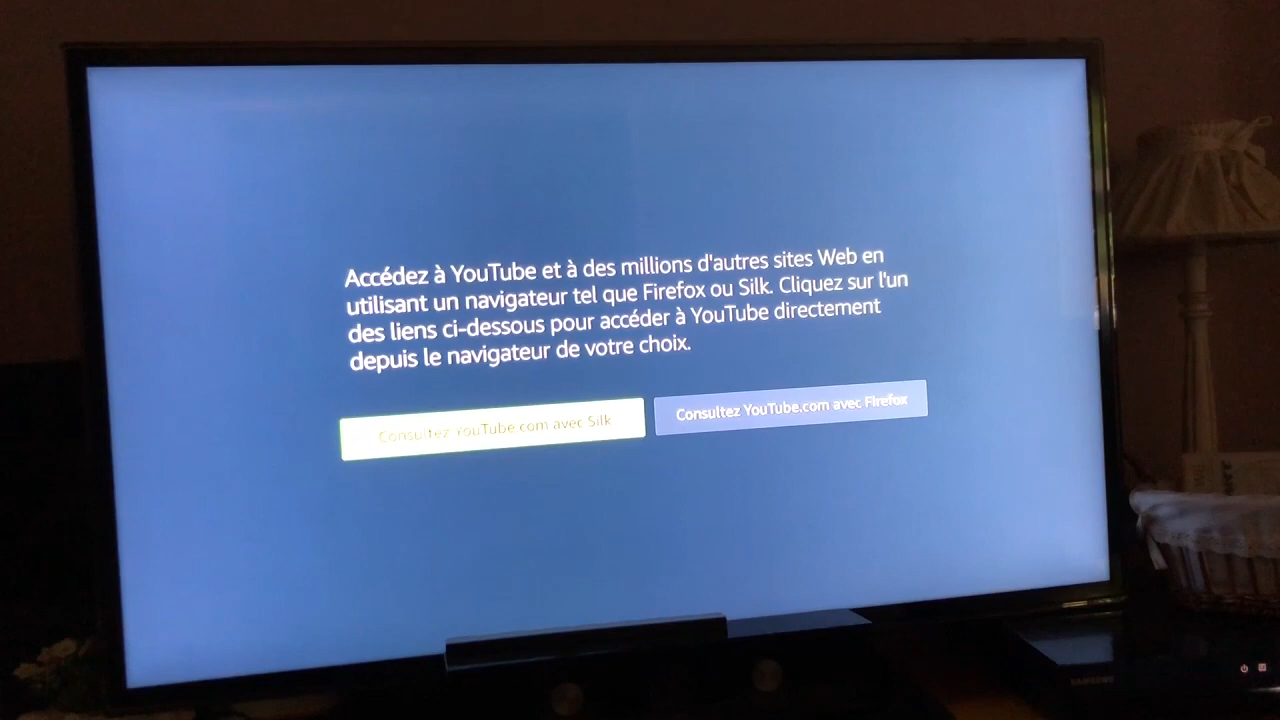 Accédez à YouTube et à des millions d'autres sites Web en
utilisant un navigateur tel que Firefox ou Silk. Cliquez sur l'un
des liens ci-dessous pour accéder à YouTube directement
depuis le navigateur de votre choix.
Consultez YouTube.com avec Silk
Consultez YouTube.com avec Firefox
SAMSUNG